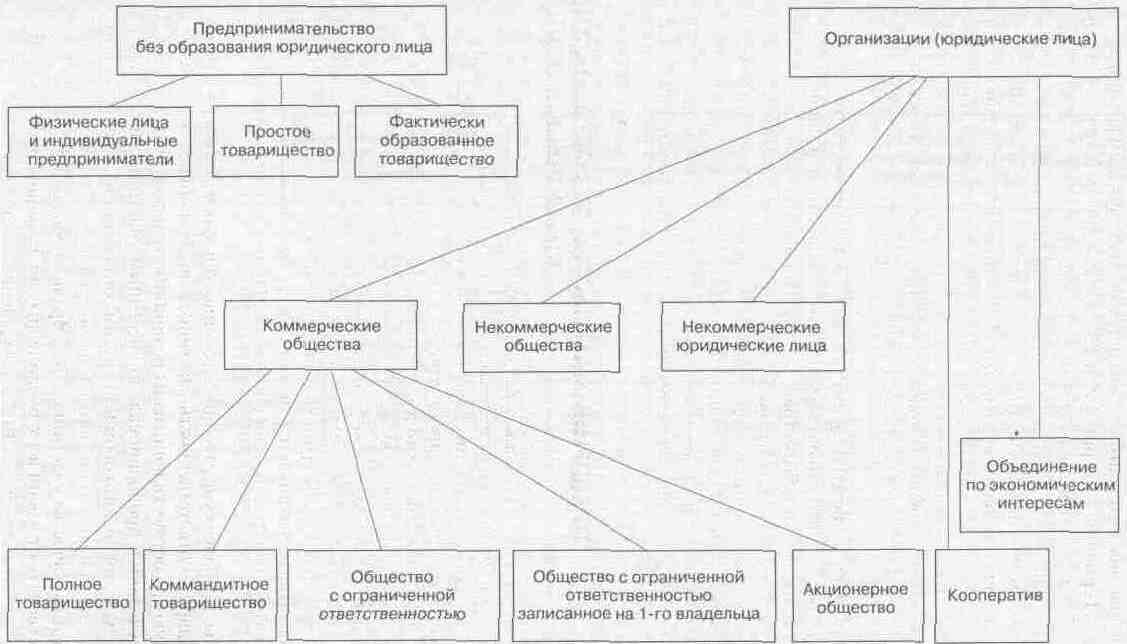 Предпринимательство
без образования юридического лица
Организации (юридические лица)
Физические лица
и индивидуальные
предприниматели
Простое
товарищество
Фактически
образованное
товарищество
Коммерческие
общества
Некоммерческие
общества
Некоммерческие
юридические лица
Объединение
по экономическим
интересам
Полное
товарищество
Коммандитное
товарищество
Общество
с ограниченной
ответственностью
Общество с ограниченной
ответственностью
записанное на 1-го владельца
Акционерное
общество
Кооператив